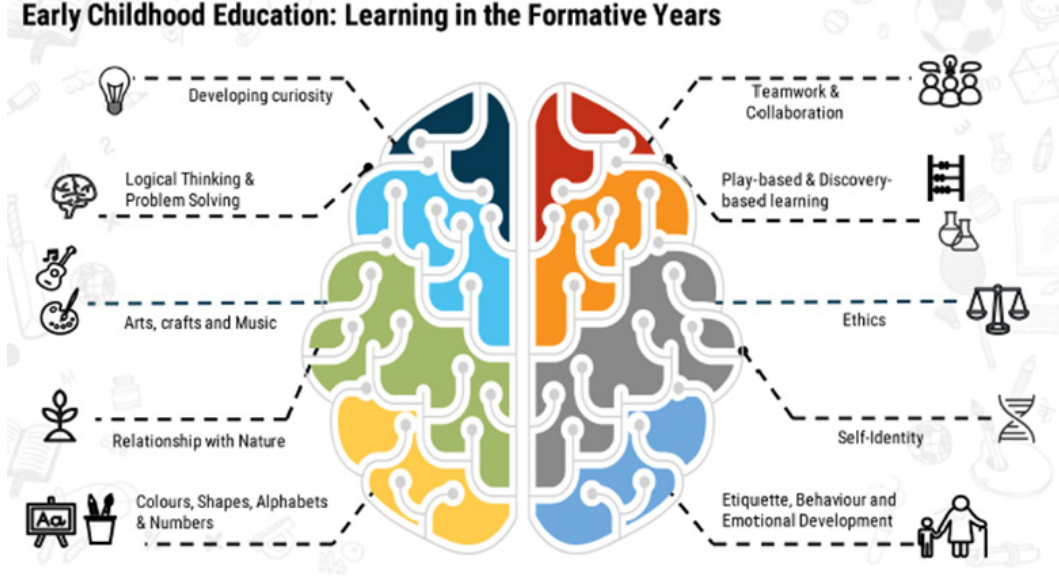 Early Childhood Education: Learning in the Formative Years
Developing curiosity
Logical Thinking &
Problem Solving
Arts, crafts and Music
Relationship with Nature
Aa
Colours, Shapes, Alphabets
& Numbers
Teamwork &
Collaboration
Play-based & Discovery-
based learning
Ethics
Self-Identity
Etiquette, Behaviour and
Emotional Development